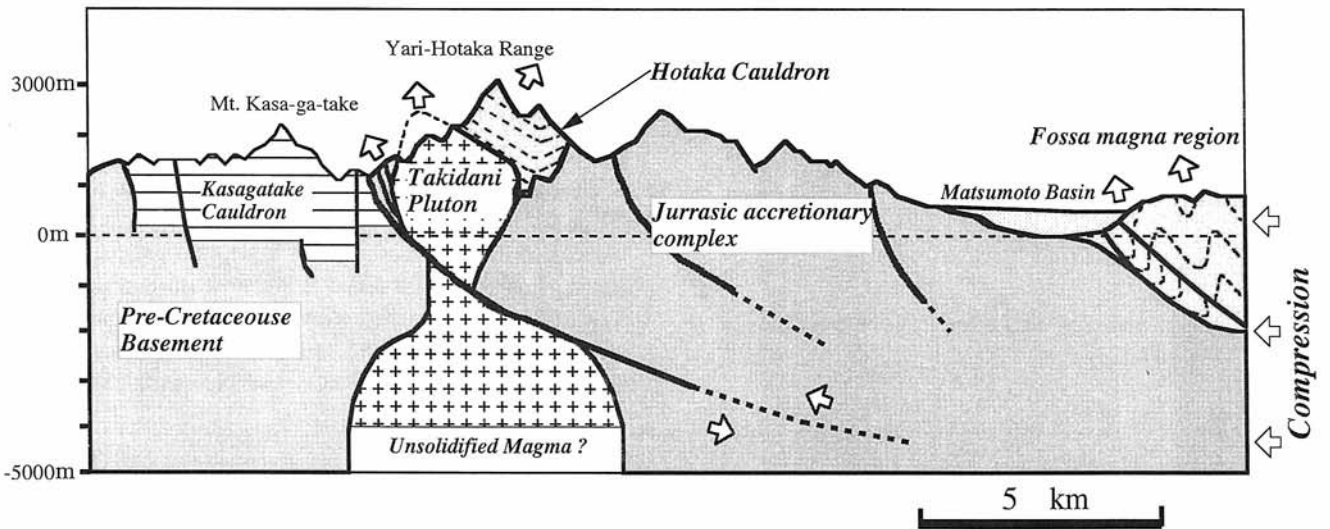 Yari-Hotaka Range
3000m
Hotaka Cauldron
Mt. Kasa-ga-take
Fossa magna region
Kasagatake
Cauldron
Takidani
Pluton
Matsumoto Basin
Jurrasic accretionary
complex
0m
Pre-Cretaceouse
Basement
Compression
Unsolidified Magma ?
-5000m
5 km